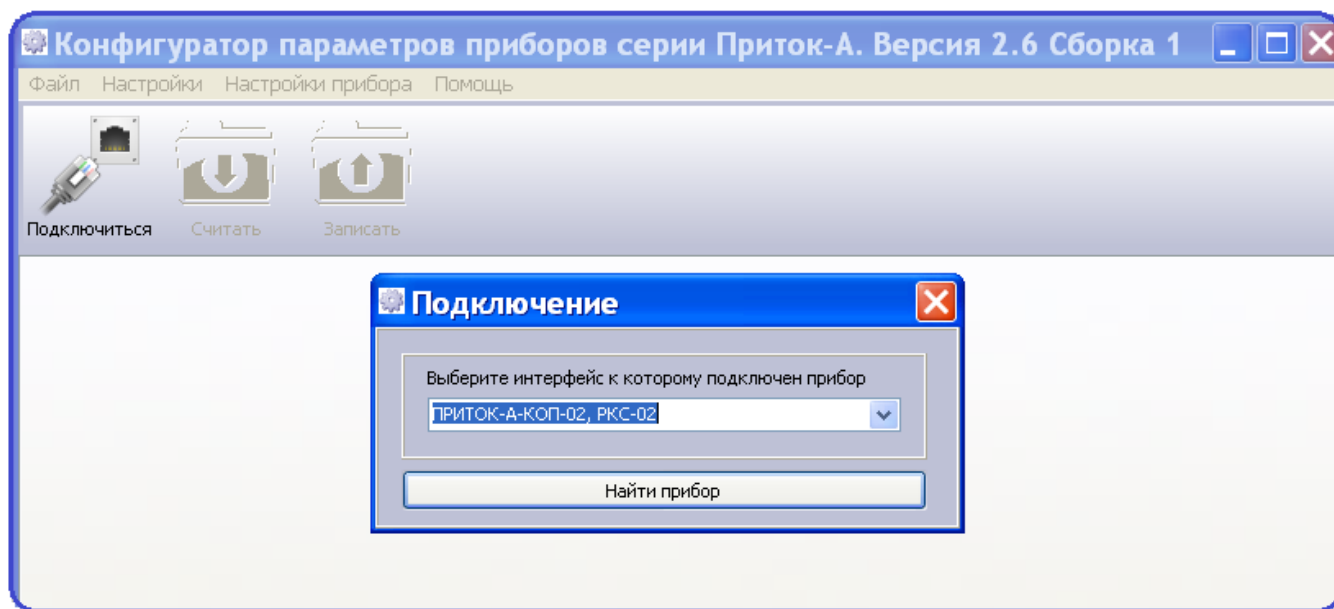 Конфигуратор параметров приборов серии Приток-А. Версия 2.6 Сборка 1
Файл Настройки Настройки прибора Помощь
Подключиться Считать Записать
Подключение
Выберите интерфейс к которому подключен прибор
ПРИТОК-А-КОП-02, РКС-02
Найти прибор